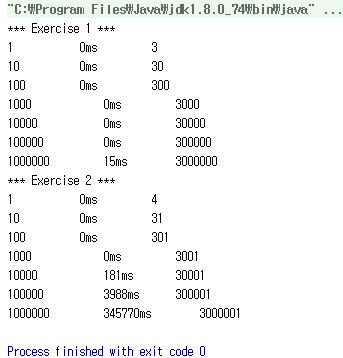 "C:₩Program Files₩Java₩jdk1.8.0_74₩bin₩java" ...
*** Exercise 1 ***
1 0ms 3
10 0ms 30
100 0ms 300
1000 0ms 3000
10000 0ms 30000
100000 0ms 300000
1000000 15ms 3000000
*** Exercise 2 ***
1 0ms 4
10 0ms 31
100 0ms 301
1000 0ms 3001
10000 181ms 30001
100000 3988ms 300001
1000000 345770ms 3000001
Process finished with exit code 0